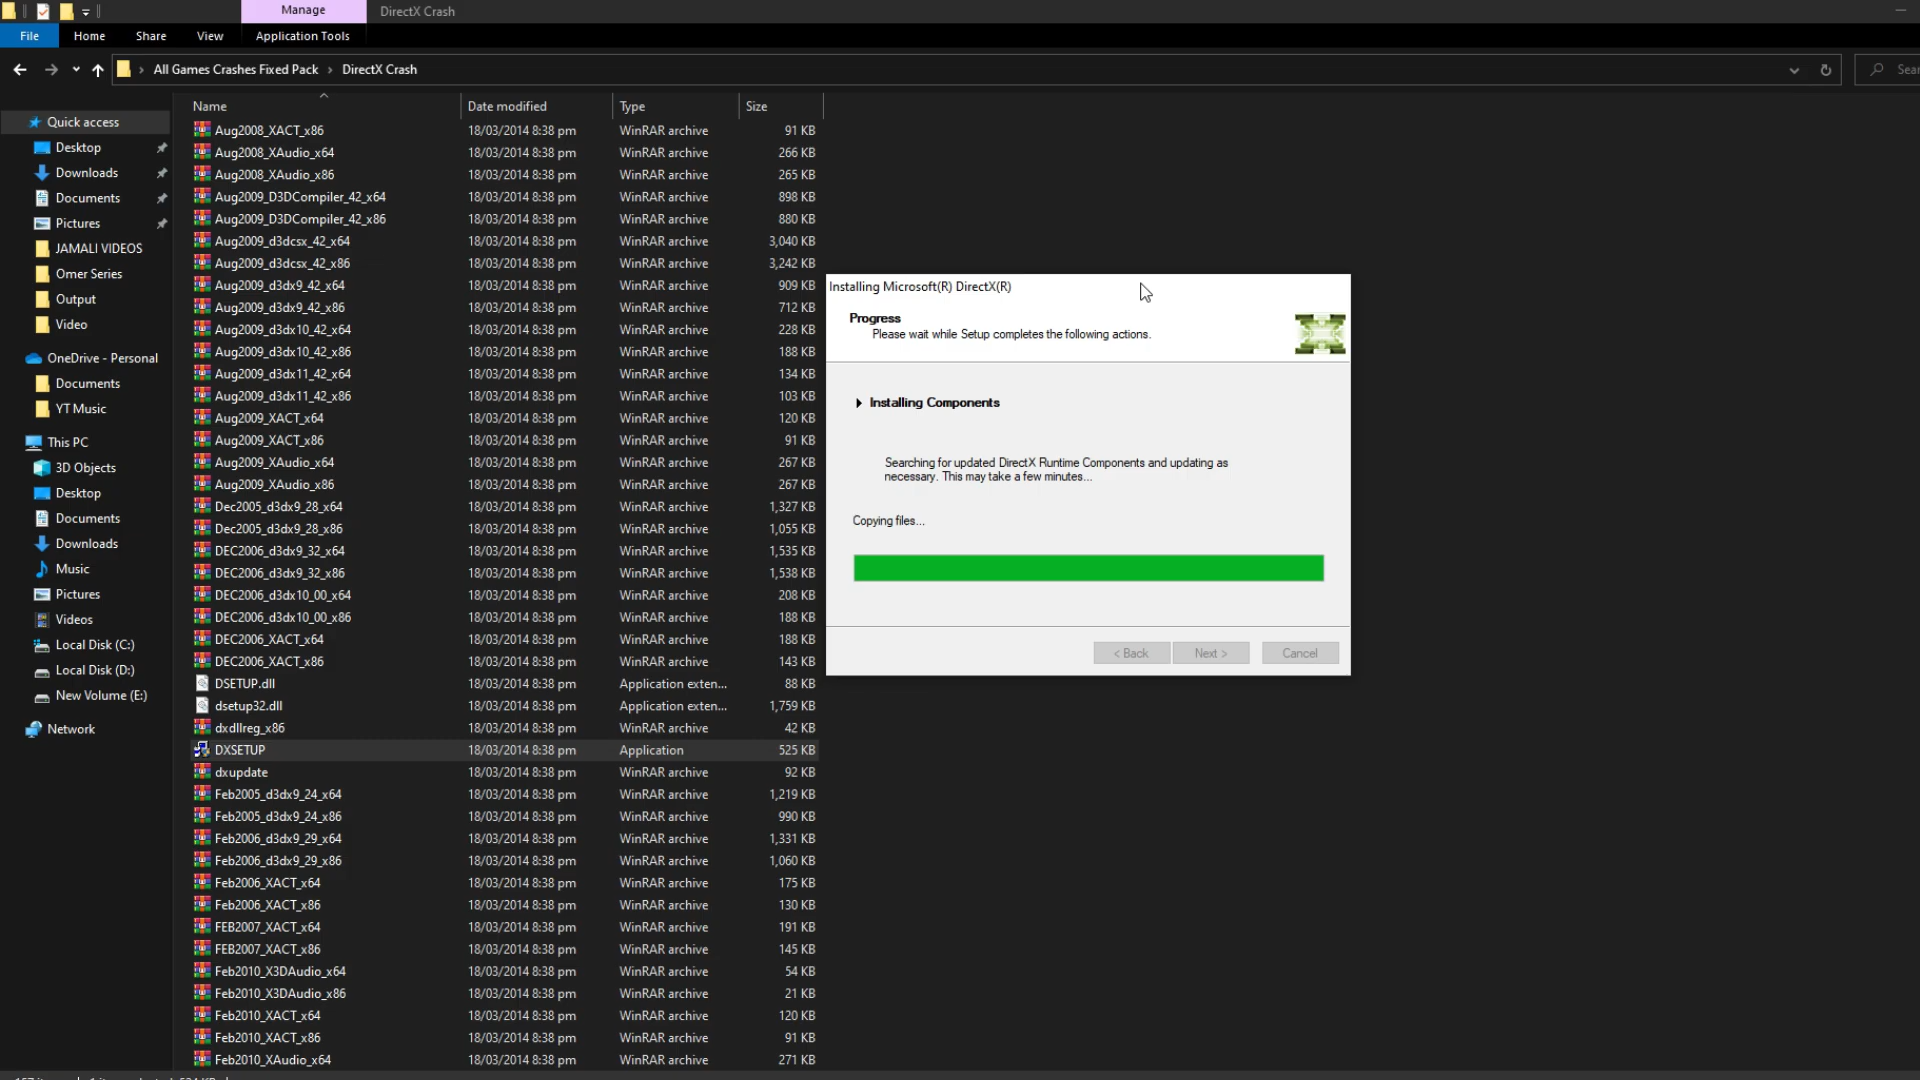 Manage
DirectX Crash
File
Home
Share
View
Application Tools
All Games Crashes Fixed Pack
DirectX Crash
Name
Date modified
Type
Size
Quick access
Desktop
Downloads
Documents
Pictures
JAMALI VIDEOS
Omer Series
Output
Video
OneDrive - Personal
Documents
YT Music
This PC
3D Objects
Desktop
Documents
Downloads
Music
Pictures
Videos
Local Disk (C:)
Local Disk (D:)
New Volume (E:)
Network
Aug2008_XACT_x86 18/03/2014 8:38 pm WinRAR archive 91 KB
Aug2008_XAudio_x64 18/03/2014 8:38 pm WinRAR archive 266 KB
Aug2008_XAudio_x86 18/03/2014 8:38 pm WinRAR archive 265 KB
Aug2009_D3DCompiler_42_x64 18/03/2014 8:38 pm WinRAR archive 898 KB
Aug2009_D3DCompiler_42_x86 18/03/2014 8:38 pm WinRAR archive 880 KB
Aug2009_d3dcsx_42_x64 18/03/2014 8:38 pm WinRAR archive 3,040 KB
Aug2009_d3dcsx_42_x86 18/03/2014 8:38 pm WinRAR archive 3,242 KB
Aug2009_d3dx9_42_x64 18/03/2014 8:38 pm WinRAR archive 909 KB
Aug2009_d3dx9_42_x86 18/03/2014 8:38 pm WinRAR archive 712 KB
Aug2009_d3dx10_42_x64 18/03/2014 8:38 pm WinRAR archive 228 KB
Aug2009_d3dx10_42_x86 18/03/2014 8:38 pm WinRAR archive 188 KB
Aug2009_d3dx11_42_x64 18/03/2014 8:38 pm WinRAR archive 134 KB
Aug2009_d3dx11_42_x86 18/03/2014 8:38 pm WinRAR archive 103 KB
Aug2009_XACT_x64 18/03/2014 8:38 pm WinRAR archive 120 KB
Aug2009_XACT_x86 18/03/2014 8:38 pm WinRAR archive 91 KB
Aug2009_XAudio_x64 18/03/2014 8:38 pm WinRAR archive 267 KB
Aug2009_XAudio_x86 18/03/2014 8:38 pm WinRAR archive 267 KB
Dec2005_d3dx9_28_x64 18/03/2014 8:38 pm WinRAR archive 1,327 KB
Dec2005_d3dx9_28_x86 18/03/2014 8:38 pm WinRAR archive 1,055 KB
DEC2006_d3dx9_32_x64 18/03/2014 8:38 pm WinRAR archive 1,535 KB
DEC2006_d3dx9_32_x86 18/03/2014 8:38 pm WinRAR archive 1,538 KB
DEC2006_d3dx10_00_x64 18/03/2014 8:38 pm WinRAR archive 208 KB
DEC2006_d3dx10_00_x86 18/03/2014 8:38 pm WinRAR archive 188 KB
DEC2006_XACT_x64 18/03/2014 8:38 pm WinRAR archive 188 KB
DEC2006_XACT_x86 18/03/2014 8:38 pm WinRAR archive 143 KB
DSETUP.dll 18/03/2014 8:38 pm Application exten... 88 KB
dsetup32.dll 18/03/2014 8:38 pm Application exten... 1,759 KB
dxdllreg_x86 18/03/2014 8:38 pm WinRAR archive 42 KB
DXSETUP 18/03/2014 8:38 pm Application 525 KB
dxupdate 18/03/2014 8:38 pm WinRAR archive 92 KB
Feb2005_d3dx9_24_x64 18/03/2014 8:38 pm WinRAR archive 1,219 KB
Feb2005_d3dx9_24_x86 18/03/2014 8:38 pm WinRAR archive 990 KB
Feb2006_d3dx9_29_x64 18/03/2014 8:38 pm WinRAR archive 1,331 KB
Feb2006_d3dx9_29_x86 18/03/2014 8:38 pm WinRAR archive 1,060 KB
Feb2006_XACT_x64 18/03/2014 8:38 pm WinRAR archive 175 KB
Feb2006_XACT_x86 18/03/2014 8:38 pm WinRAR archive 130 KB
FEB2007_XACT_x64 18/03/2014 8:38 pm WinRAR archive 191 KB
FEB2007_XACT_x86 18/03/2014 8:38 pm WinRAR archive 145 KB
Feb2010_X3DAudio_x64 18/03/2014 8:38 pm WinRAR archive 54 KB
Feb2010_X3DAudio_x86 18/03/2014 8:38 pm WinRAR archive 21 KB
Feb2010_XACT_x64 18/03/2014 8:38 pm WinRAR archive 120 KB
Feb2010_XACT_x86 18/03/2014 8:38 pm WinRAR archive 91 KB
Feb2010_XAudio_x64 18/03/2014 8:38 pm WinRAR archive 271 KB
Installing Microsoft(R) DirectX(R)
Progress
Please wait while Setup completes the following actions.
Installing Components
Searching for updated DirectX Runtime Components and updating as
necessary. This may take a few minutes...
Copying files...
< Back
Next >
Cancel